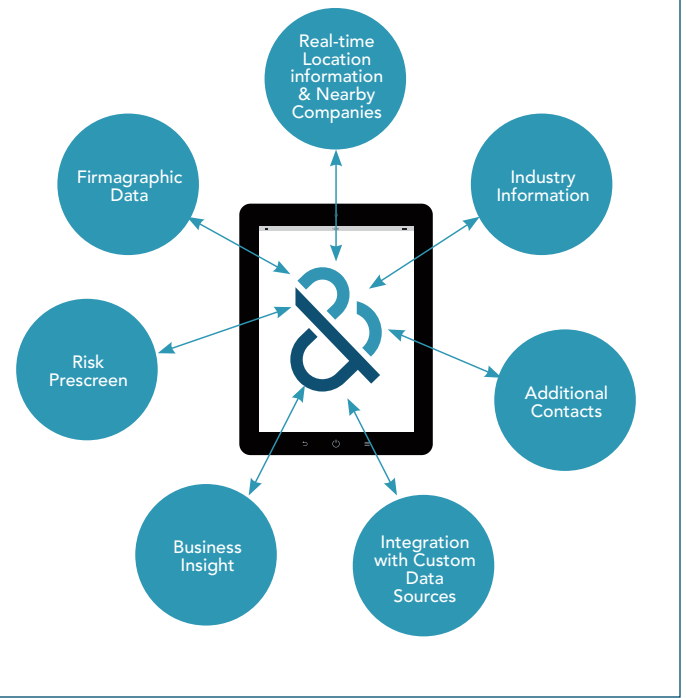 Real-time
Location
information
& Nearby
Companies
Firmagraphic
Data
Industry
Information
Risk
Prescreen
Additional
Contacts
Business
Insight
Integration
with Custom
Data
Sources